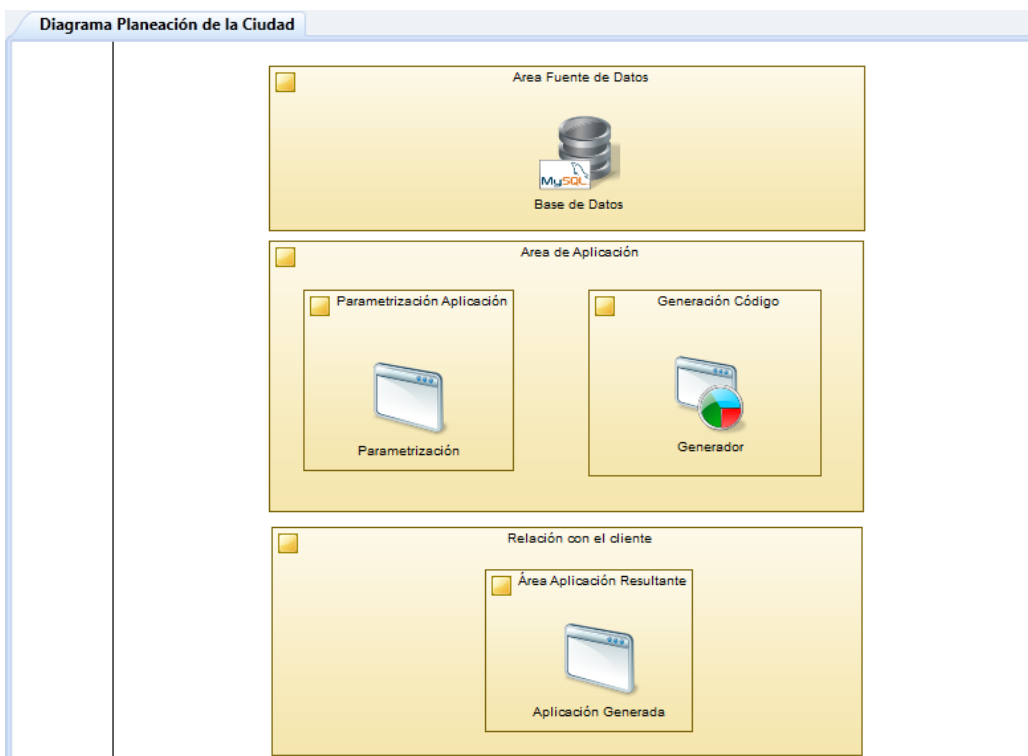 Diagrama Planeación de la Ciudad
Area Fuente de Datos
MySQL
Base de Datos
Area de Aplicación
Parametrización Aplicación
Generación Código
Parametrización
Generador
Relación con el cliente
Área Aplicación Resultante
Aplicación Generada